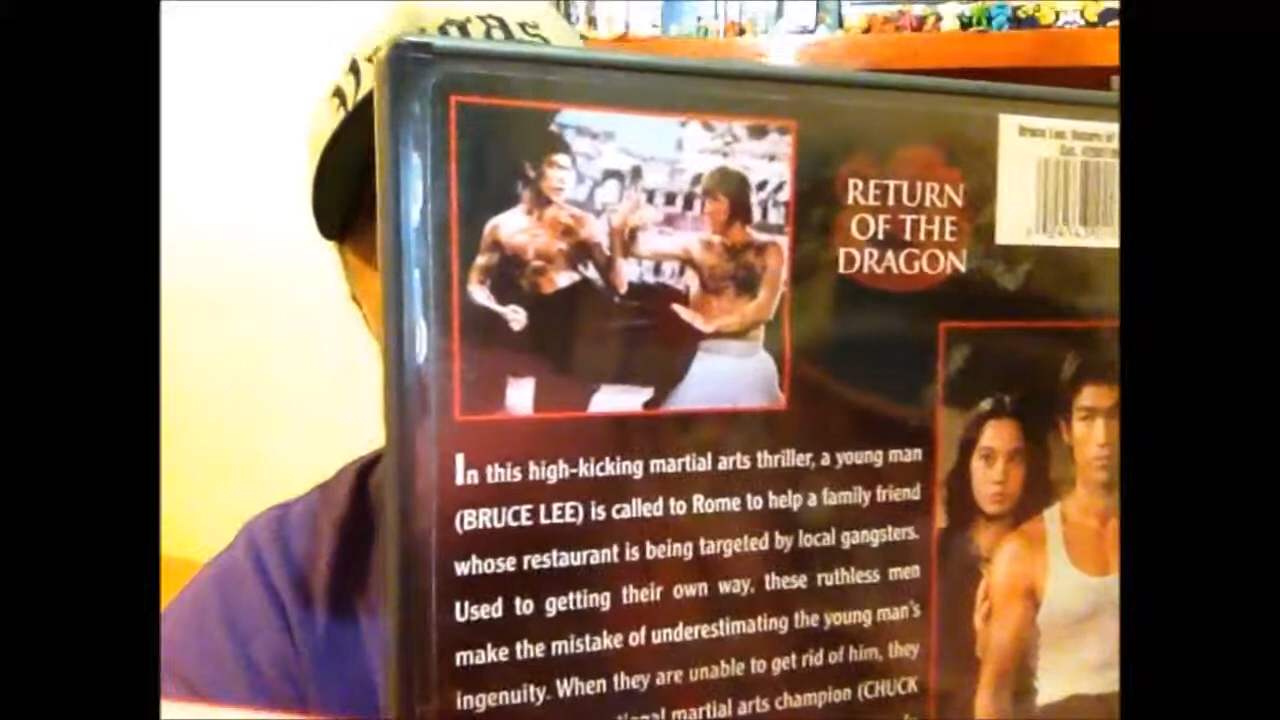 RETURN
OF THE
DRAGON
In this high-kicking martial arts thriller, a young man
(BRUCE LEE) is called to Rome to help a family friend
whose restaurant is being targeted by local gangsters.
Used to getting their own way, these ruthless men
make the mistake of underestimating the young man's
ingenuity. When they are unable to get rid of him, they
martial arts champion (CHUCK